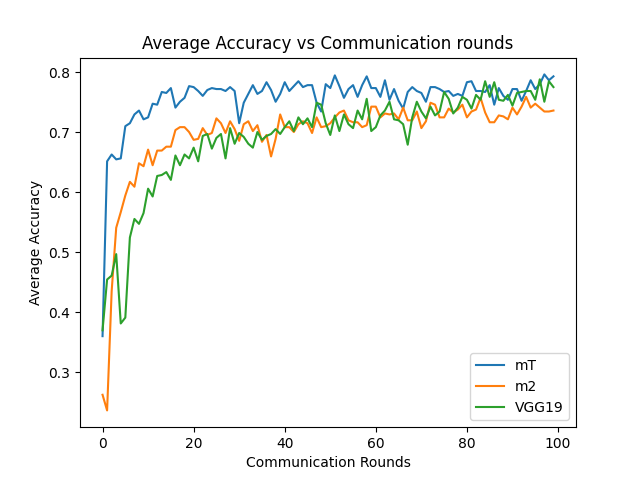 Average Accuracy vs Communication rounds
0.8
0.7
0.6
0.5
0.4
0.3
Average Accuracy
mT
m2
VGG19
0 20 40 60 80 100
Communication Rounds